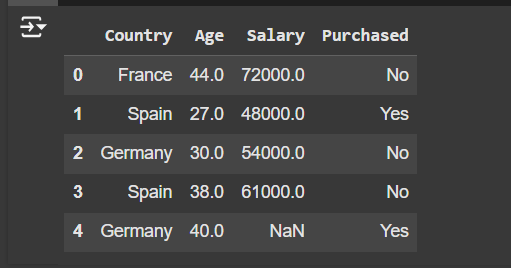 Country Age Salary Purchased
0 France 44.0 72000.0 No
1 Spain 27.0 48000.0 Yes
2 Germany 30.0 54000.0 No
3 Spain 38.0 61000.0 No
4 Germany 40.0 NaN Yes